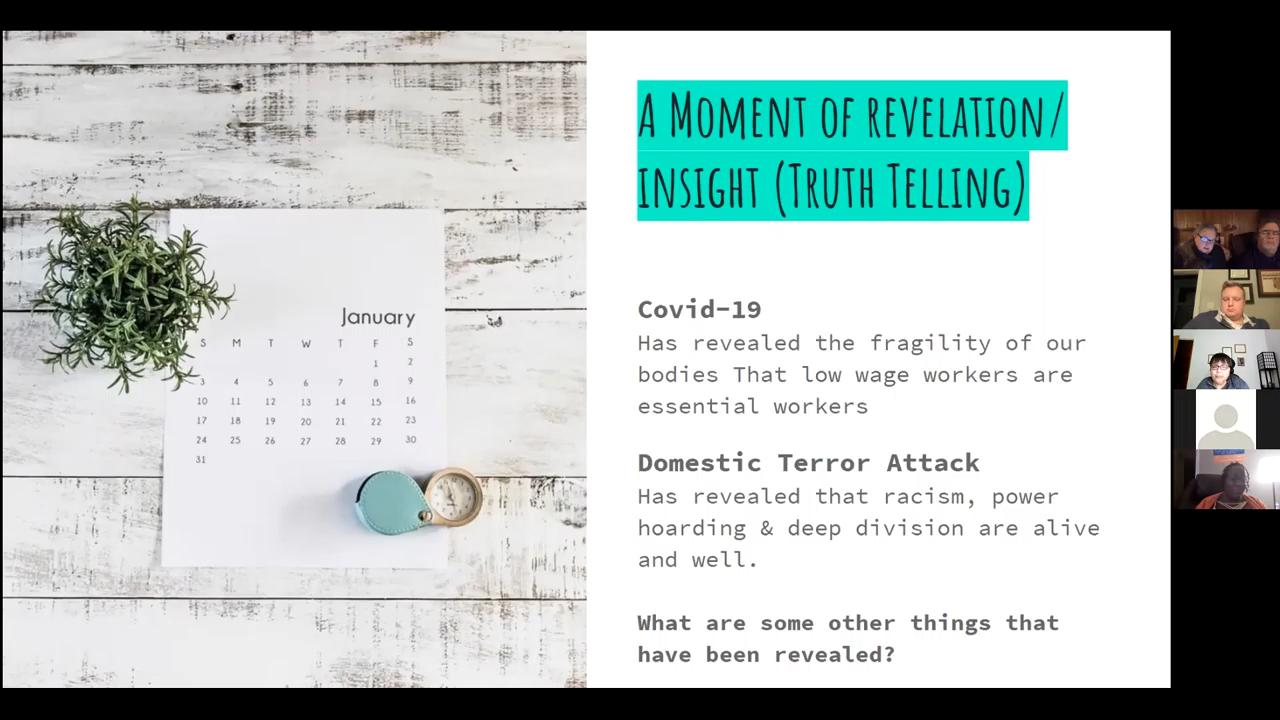 A Moment of revelation/
insight (Truth Telling)
Covid-19
Has revealed the fragility of our
bodies That low wage workers are
essential workers
Domestic Terror Attack
Has revealed that racism, power
hoarding & deep division are alive
and well.
What are some other things that
have been revealed?
January
S M T W T F S
1 2
3 4 5 6 7 8 9
10 11 12 13 14 15 16
17 18 19 20 21 22 23
24 25 26 27 28 29 30
31